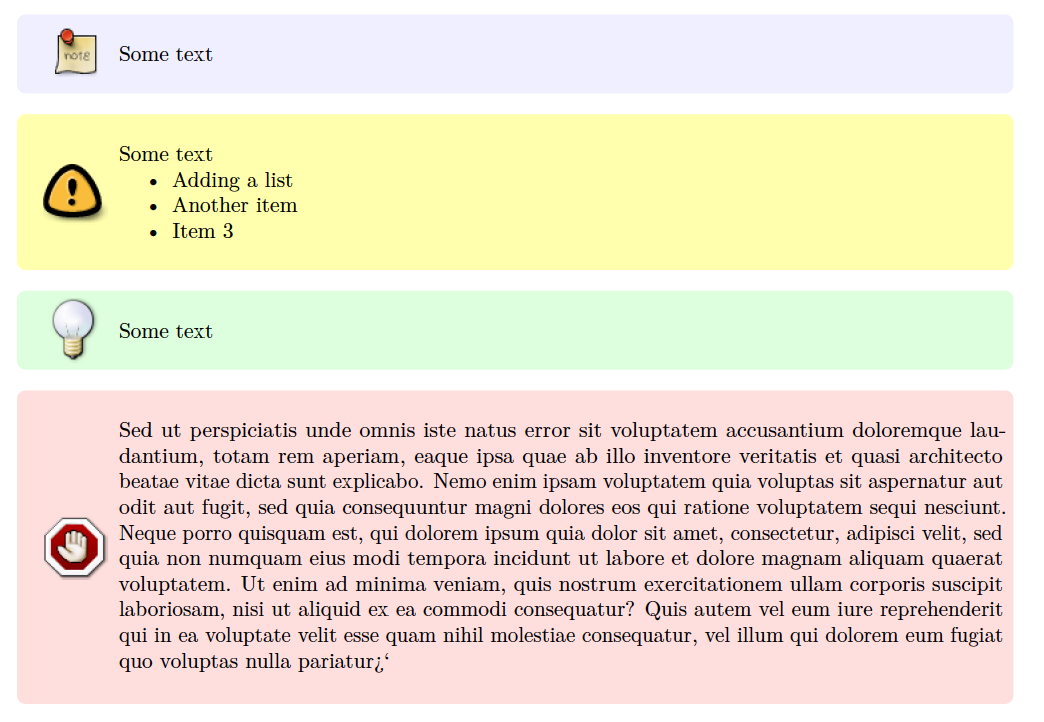 note
Some text
Some text
• Adding a list
• Another item
• Item 3
Some text
Sed ut perspiciatis unde omnis iste natus error sit voluptatem accusantium doloremque lau-
dantium, totam rem aperiam, eaque ipsa quae ab illo inventore veritatis et quasi architecto
beatae vitae dicta sunt explicabo. Nemo enim ipsam voluptatem quia voluptas sit aspernatur aut
odit aut fugit, sed quia consequuntur magni dolores eos qui ratione voluptatem sequi nesciunt.
Neque porro quisquam est, qui dolorem ipsum quia dolor sit amet, consectetur, adipisci velit, sed
quia non numquam eius modi tempora incidunt ut labore et dolore magnam aliquam quaerat
voluptatem. Ut enim ad minima veniam, quis nostrum exercitationem ullam corporis suscipit
laboriosam, nisi ut aliquid ex ea commodi consequatur? Quis autem vel eum iure reprehenderit
qui in ea voluptate velit esse quam nihil molestiae consequatur, vel illum qui dolorem eum fugiat
quo voluptas nulla pariatur¿‘